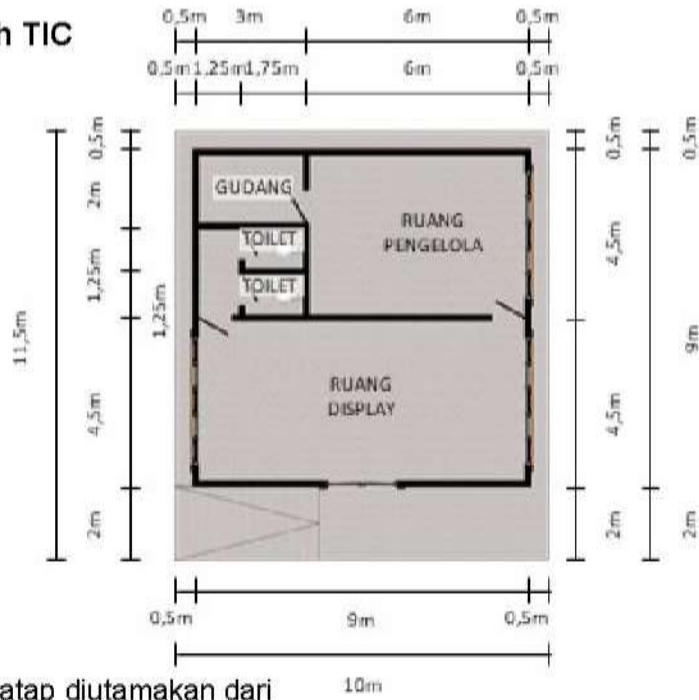 h TIC
0,5m 3m 6m 0,5m
0,5m 1,25m 1,75m 6m 0,5m
0,5m
2m
1,25m
1,25m
4,5m
2m
11,5m
GUDANG
TOILET
TOILET
RUANG
PENGELOLA
RUANG
DISPLAY
0,5m
4,5m
4,5m
2m
0,5m
9m
2m
0,5m 9m 0,5m
10m
atap diutamakan dari